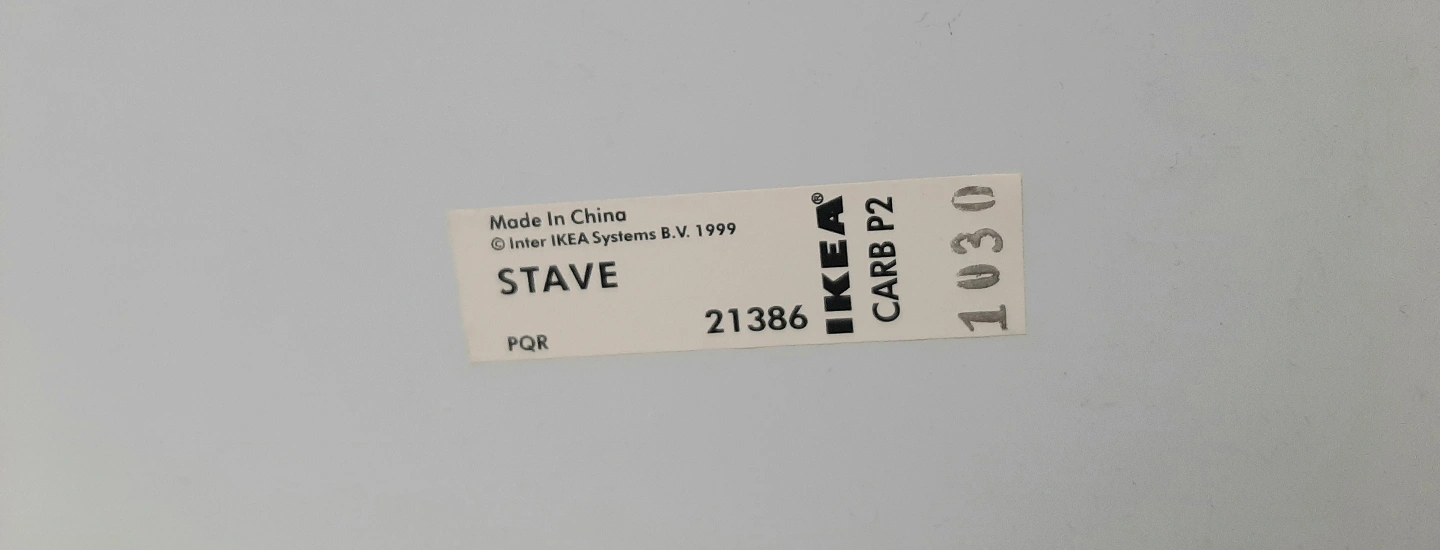 Made In China
© Inter IKEA Systems B.V. 1999
STAVE
21386
PQR
IKEA®
CARB P2
1030